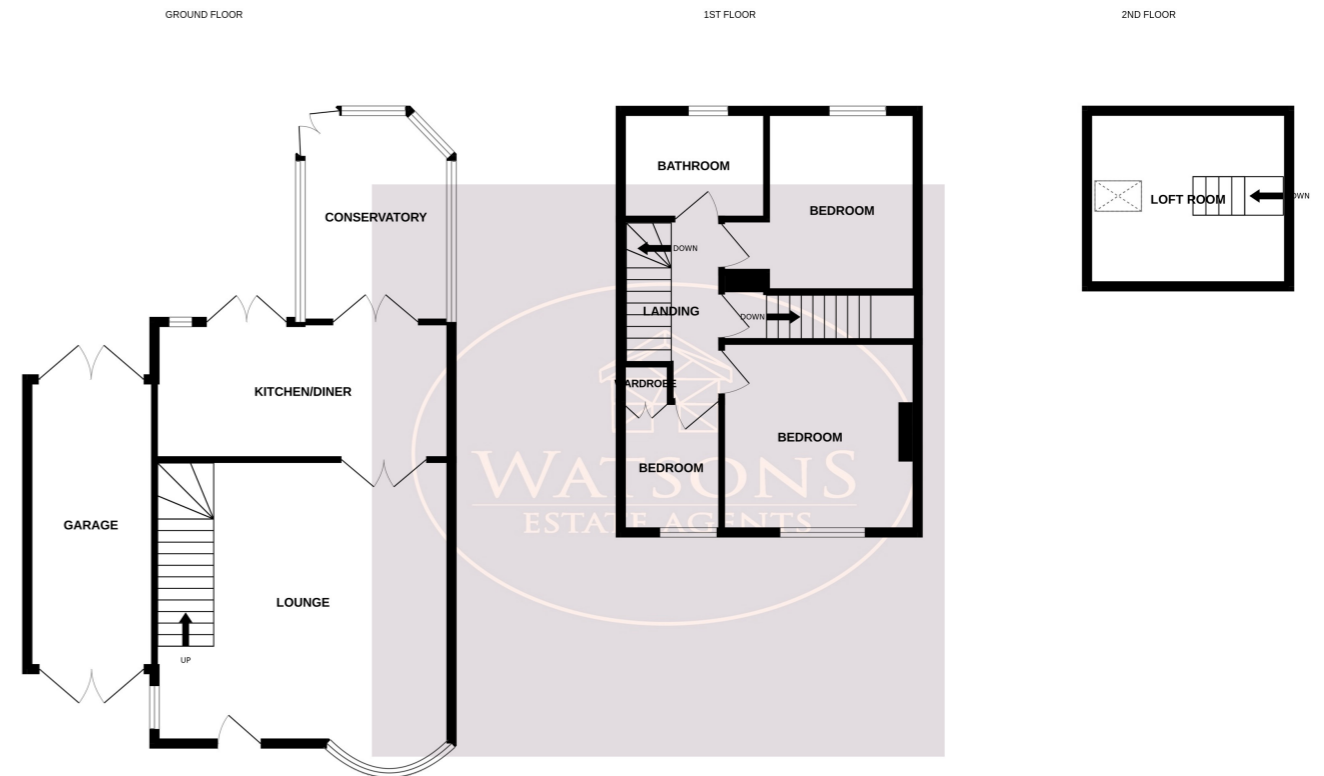 GROUND FLOOR
1ST FLOOR
2ND FLOOR
CONSERVATORY
KITCHEN/DINER
GARAGE
LOUNGE
UP
BATHROOM
BEDROOM
DOWN
LANDING
DOWN
WARDROBE
BEDROOM
BEDROOM
LOFT ROOM
DOWN
WATSONS
ESTATE AGENTS